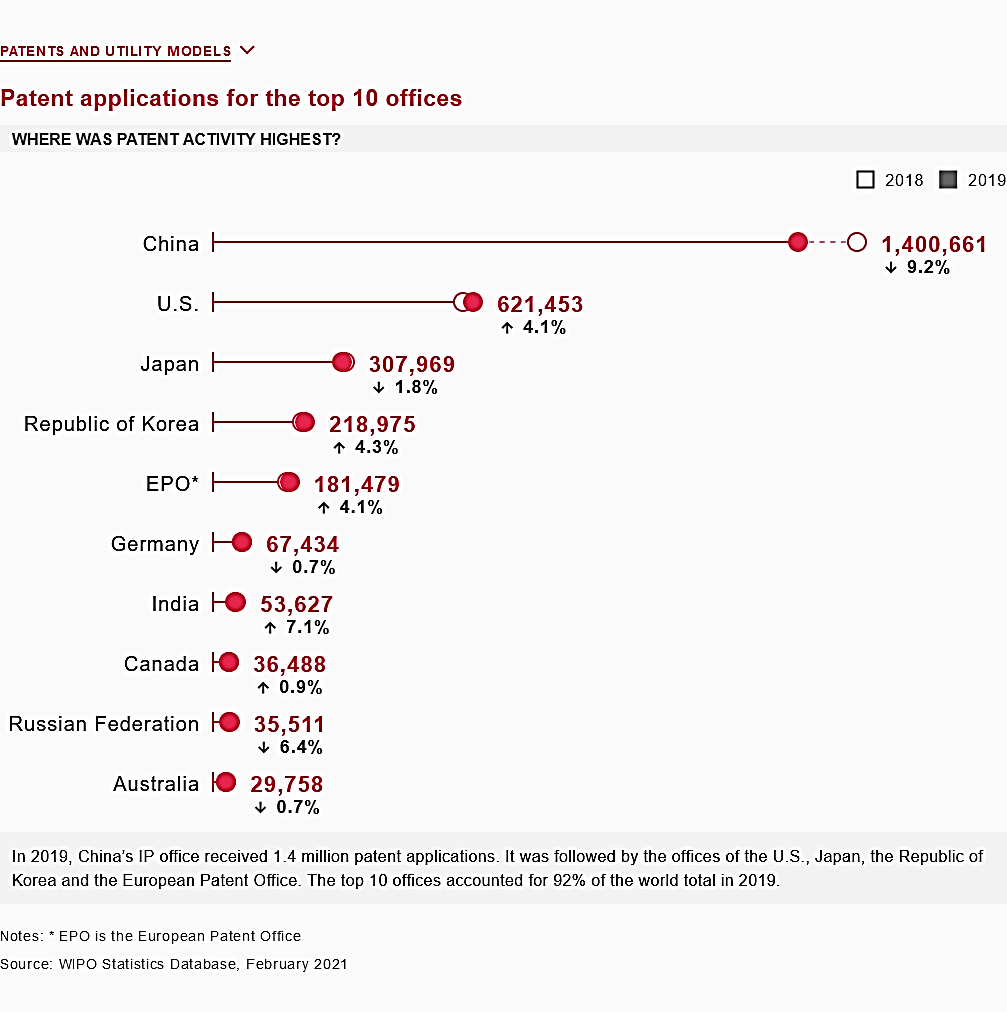 PATENTS AND UTILITY MODELS
Patent applications for the top 10 offices
WHERE WAS PATENT ACTIVITY HIGHEST?
2018 2019
China 1,400,661
↓ 9.2%
U.S. 621,453
↑ 4.1%
Japan 307,969
↓ 1.8%
Republic of Korea 218,975
↑ 4.3%
EPO* 181,479
↑ 4.1%
Germany 67,434
↓ 0.7%
India 53,627
↑ 7.1%
Canada 36,488
↑ 0.9%
Russian Federation 35,511
↓ 6.4%
Australia 29,758
↓ 0.7%
In 2019, China's IP office received 1.4 million patent applications. It was followed by the offices of the U.S., Japan, the Republic of
Korea and the European Patent Office. The top 10 offices accounted for 92% of the world total in 2019.
Notes: * EPO is the European Patent Office
Source: WIPO Statistics Database, February 2021